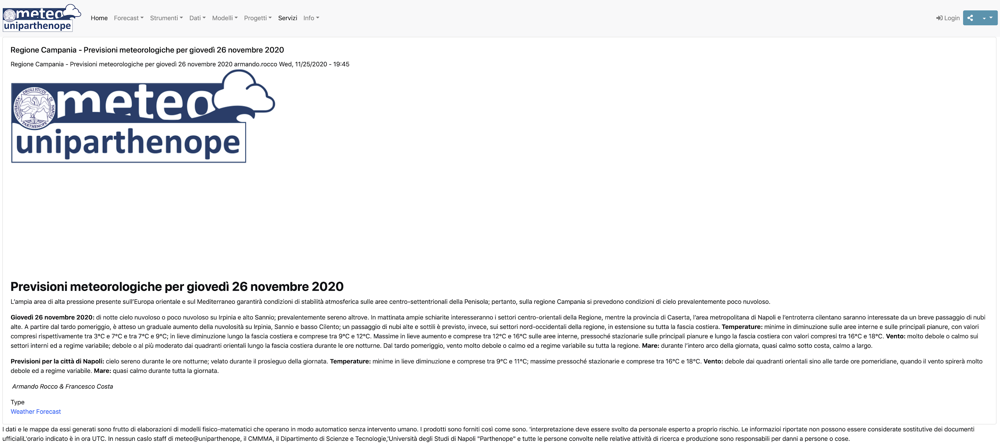 meteo
uniparthenope
Home Forecast Strumenti Dati Modelli Progetti Servizi Info Login
Regione Campania - Previsioni meteorologiche per giovedì 26 novembre 2020
Regione Campania - Previsioni meteorologiche per giovedì 26 novembre 2020 armando.rocco Wed, 11/25/2020 - 19:45
UNIVERSITA' DEGLI STUDI DI NAPOLI PARTHENOPE
meteo
uniparthenope
Previsioni meteorologiche per giovedì 26 novembre 2020
L’ampia area di alta pressione presente sull’Europa orientale e sul Mediterraneo garantirà condizioni di stabilità atmosferica sulle aree centro-settentrionali della Penisola; pertanto, sulla regione Campania si prevedono condizioni di cielo prevalentemente poco nuvoloso.
Giovedì 26 novembre 2020: di notte cielo nuvoloso o poco nuvoloso su Irpinia e alto Sannio; prevalentemente sereno altrove. In mattinata ampie schiarite interesseranno i settori centro-orientali della Regione, mentre la provincia di Caserta, l’area metropolitana di Napoli e l’entroterra cilentano saranno interessate da un breve passaggio di nubi
alte. A partire dal tardo pomeriggio, è atteso un graduale aumento della nuvolosità su Irpinia, Sannio e basso Cilento; un passaggio di nubi alte e sottili è previsto, invece, sui settori nord-occidentali della regione, in estensione su tutta la fascia costiera. Temperature: minime in diminuzione sulle aree interne e sulle principali pianure, con valori
compresi rispettivamente tra 3°C e 7°C e tra 7°C e 9°C; in lieve diminuzione lungo la fascia costiera e comprese tra 9°C e 12°C. Massime in lieve aumento e comprese tra 12°C e 16°C sulle aree interne, pressoché stazionarie sulle principali pianure e lungo la fascia costiera con valori compresi tra 16°C e 18°C. Vento: molto debole o calmo sui
settori interni ed a regime variabile; debole o al più moderato dai quadranti orientali lungo la fascia costiera durante le ore notturne. Dal tardo pomeriggio, vento molto debole o calmo ed a regime variabile su tutta la regione. Mare: durante l’intero arco della giornata, quasi calmo sotto costa, calmo a largo.
Previsioni per la città di Napoli: cielo sereno durante le ore notturne; velato durante il prosieguo della giornata. Temperature: minime in lieve diminuzione e comprese tra 9°C e 11°C; massime pressoché stazionarie e comprese tra 16°C e 18°C. Vento: debole dai quadranti orientali sino alle tarde ore pomeridiane, quando il vento spirerà molto
debole ed a regime variabile. Mare: quasi calmo durante tutta la giornata.
Armando Rocco & Francesco Costa
Type
Weather Forecast
I dati e le mappe da essi generati sono frutto di elaborazioni di modelli fisico-matematici che operano in modo automatico senza intervento umano. I prodotti sono forniti così come sono. 'interpretazione deve essere svolto da personale esperto a proprio rischio. Le informazioi riportate non possono essere considerate sostitutive dei documenti
ufficialiL'orario indicato è in ora UTC. In nessun caslo staff di meteo@uniparthenope, il CMMMA, il Dipartimento di Scienze e Tecnologie,'Università degli Studi di Napoli "Parthenope" e tutte le persone convolte nelle relative attività di ricerca e produzione sono responsabili per danni a persone o cose.